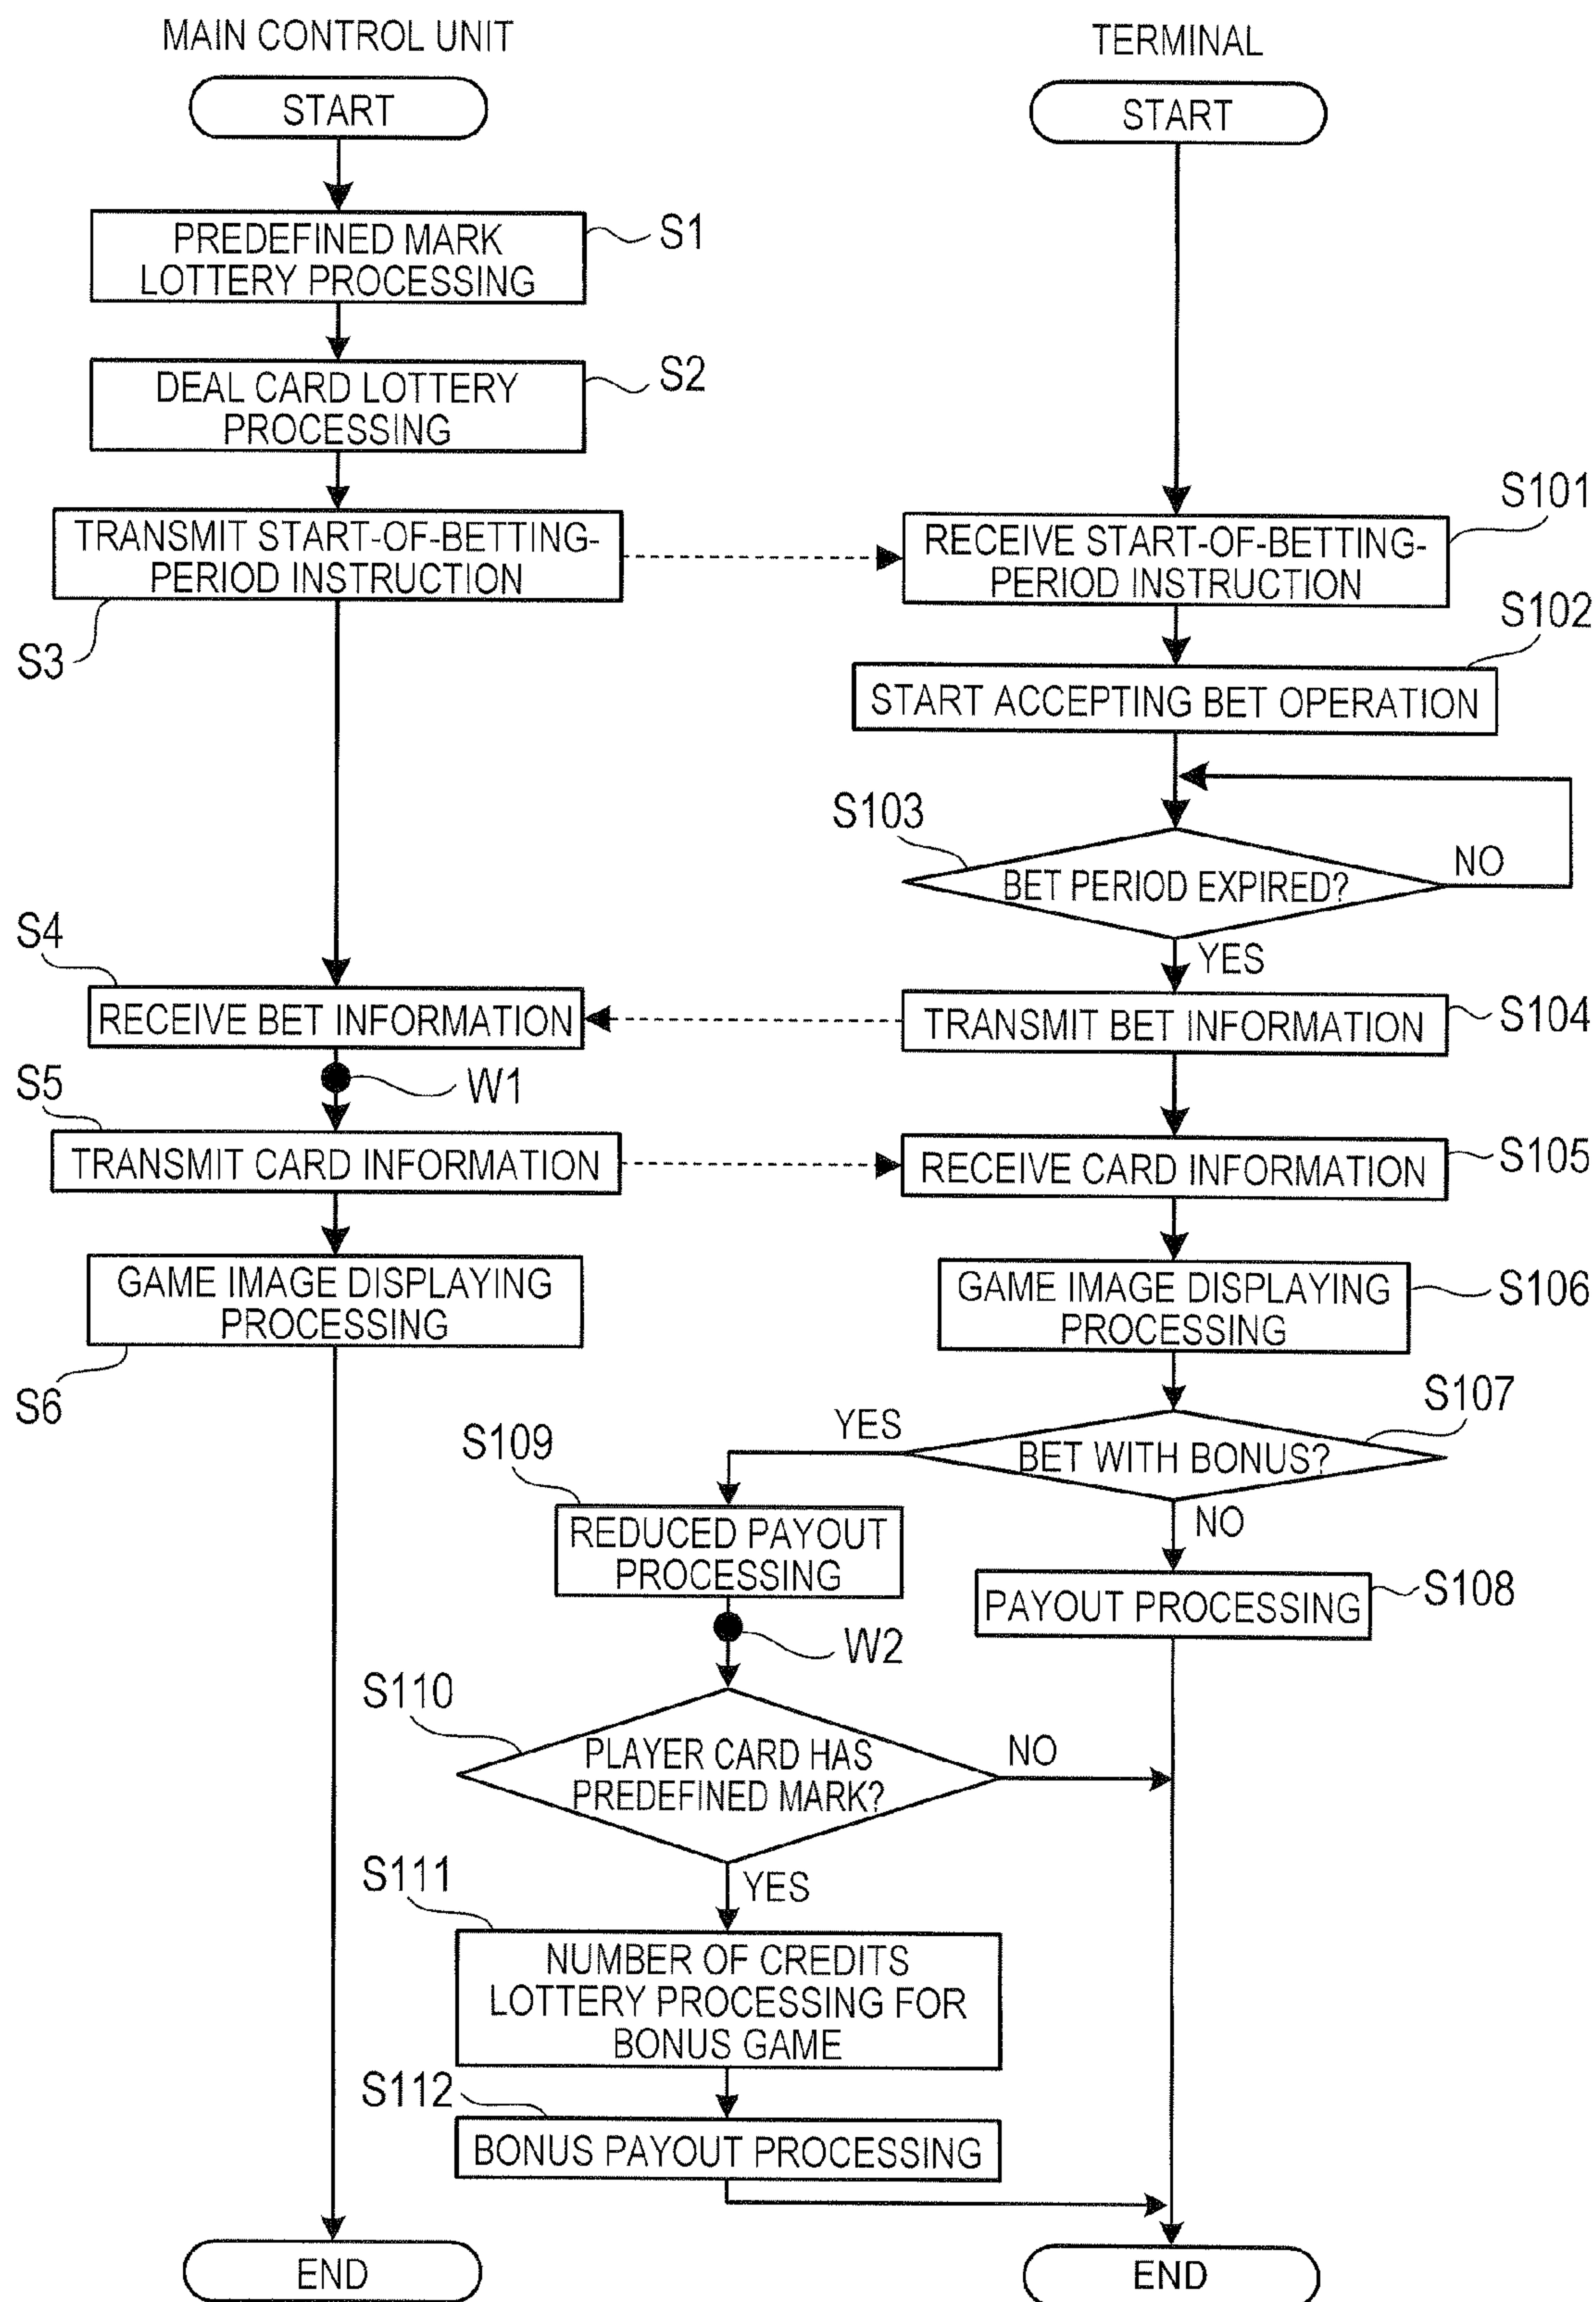 MAIN CONTROL UNIT
TERMINAL
START
START
PREDEFINED MARK
LOTTERY PROCESSING
S1
DEAL CARD LOTTERY
PROCESSING
S2
TRANSMIT START-OF-BETTING-
PERIOD INSTRUCTION
S3
RECEIVE START-OF-BETTING-
PERIOD INSTRUCTION
S101
START ACCEPTING BET OPERATION
S102
S103
BET PERIOD EXPIRED?
NO
YES
S4
RECEIVE BET INFORMATION
TRANSMIT BET INFORMATION
S104
W1
S5
TRANSMIT CARD INFORMATION
RECEIVE CARD INFORMATION
S105
GAME IMAGE DISPLAYING
PROCESSING
S6
GAME IMAGE DISPLAYING
PROCESSING
S106
S107
BET WITH BONUS?
YES
NO
S109
REDUCED PAYOUT
PROCESSING
PAYOUT PROCESSING
S108
W2
S110
PLAYER CARD HAS
PREDEFINED MARK?
NO
YES
S111
NUMBER OF CREDITS
LOTTERY PROCESSING FOR
BONUS GAME
S112
BONUS PAYOUT PROCESSING
END
END